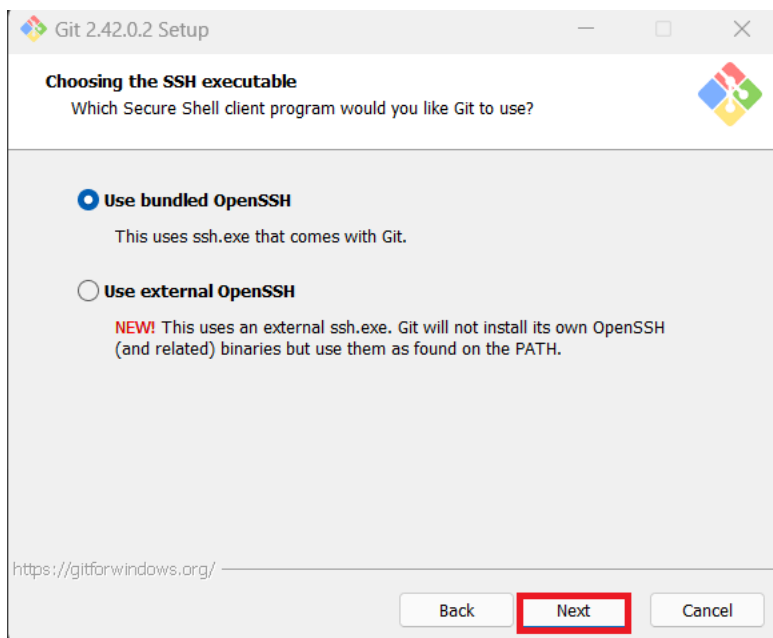 Git 2.42.0.2 Setup
Choosing the SSH executable
Which Secure Shell client program would you like Git to use?
Use bundled OpenSSH
This uses ssh.exe that comes with Git.
Use external OpenSSH
NEW! This uses an external ssh.exe. Git will not install its own OpenSSH
(and related) binaries but use them as found on the PATH.
https://gitforwindows.org/
Back Next Cancel